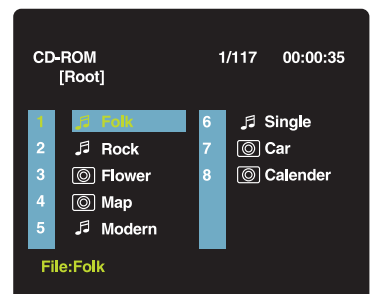 CD-ROM 1/117 00:00:35
[Root]
1 Folk 6 Single
2 Rock 7 Car
3 Flower 8 Calender
4 Map
5 Modern
File:Folk